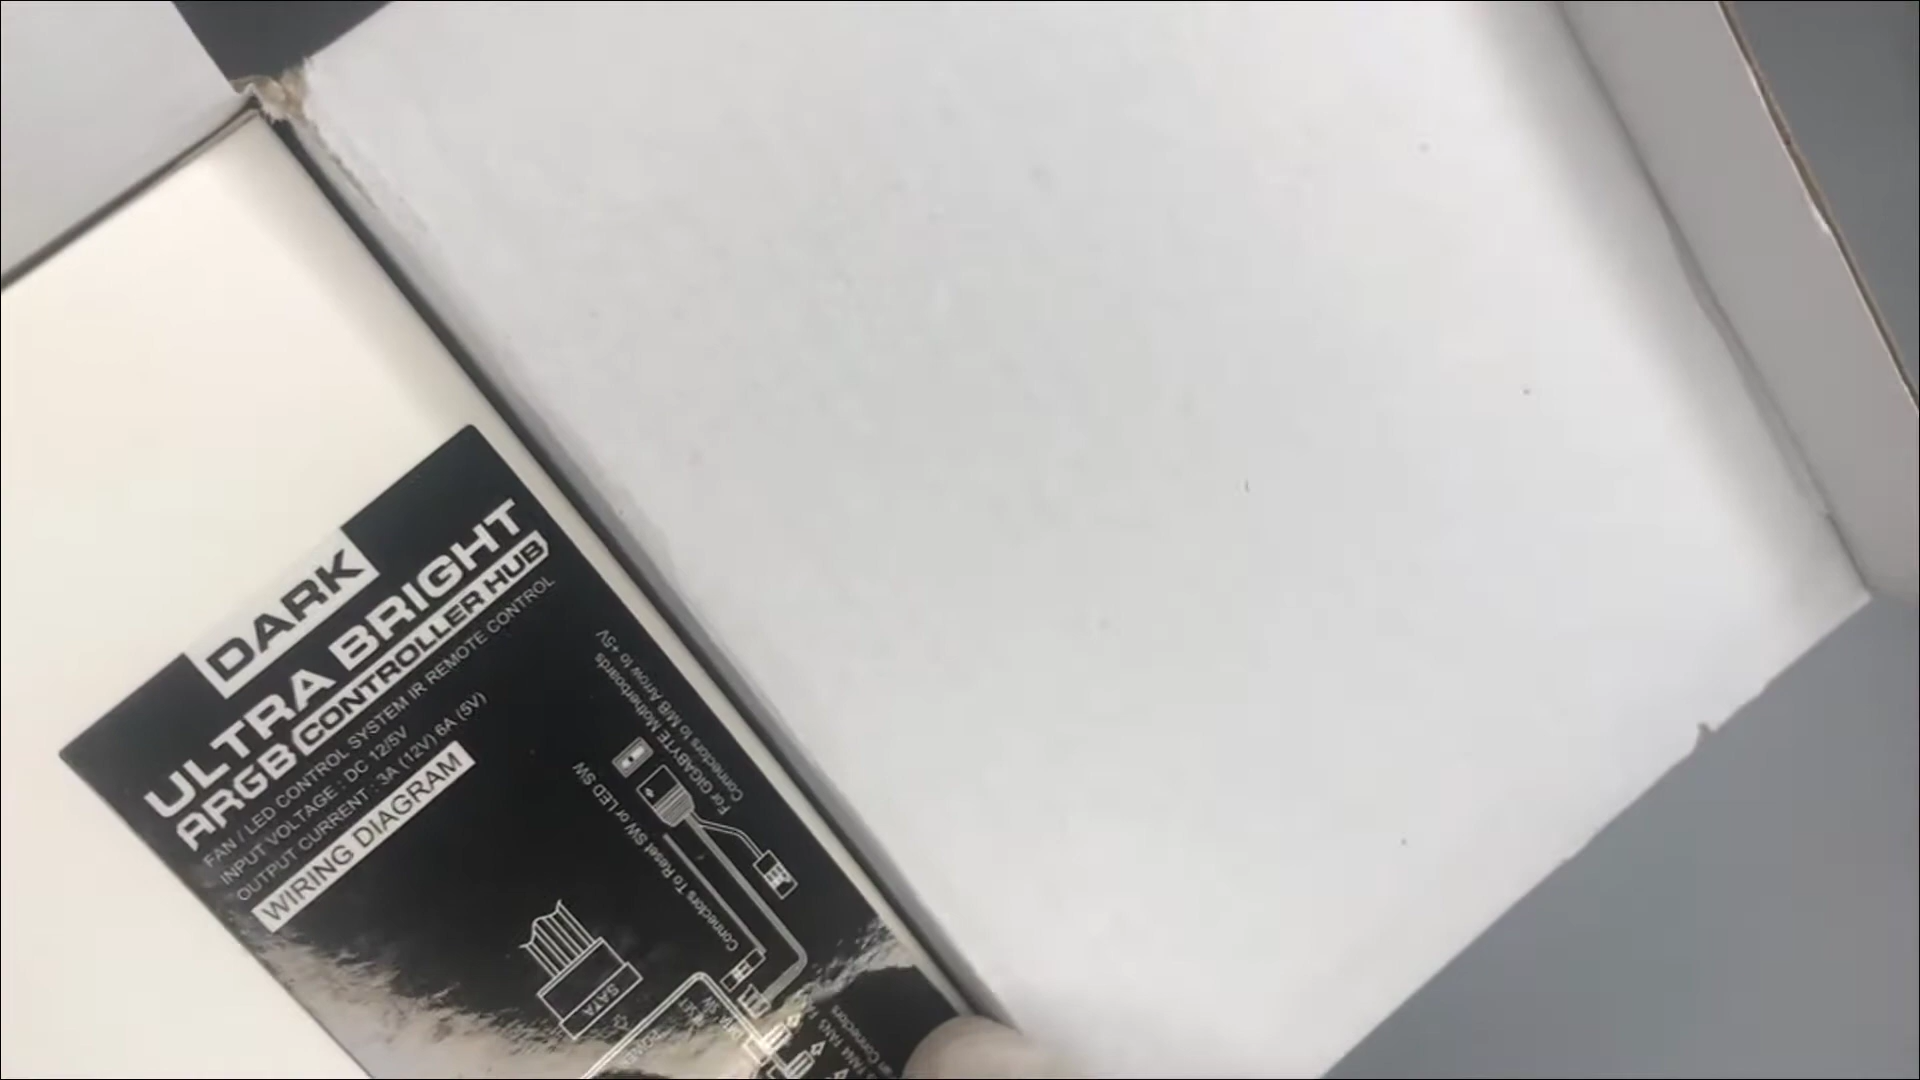 DARK
ULTRA BRIGHT
ARGB CONTROLLER HUB
FAN / LED CONTROL SYSTEM IR REMOTE CONTROL
INPUT VOLTAGE : DC 12/5V
OUTPUT CURRENT : 3A (12V) 6A (5V)
WIRING DIAGRAM
For GIGABYTE Motherboards
Connectors to M/B Arrow to +5V
Connectors To Reset SW or LED SW
SATA
POWER